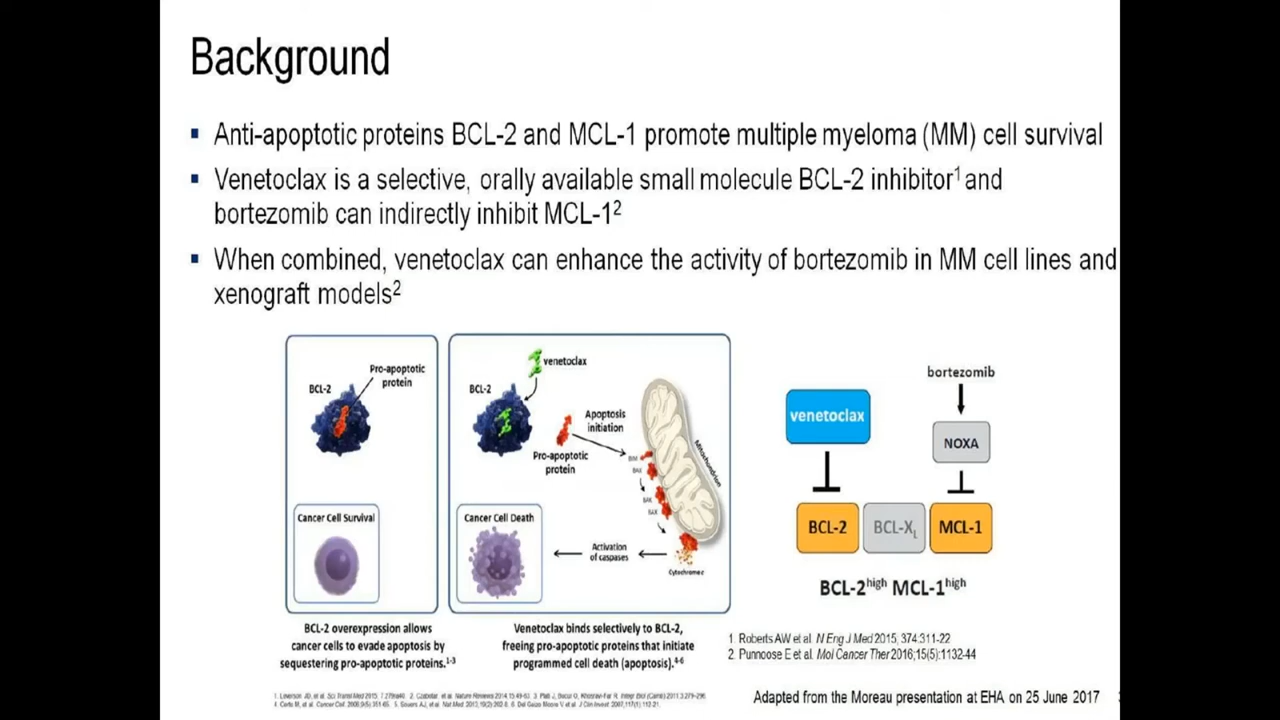 Background
▪ Anti-apoptotic proteins BCL-2 and MCL-1 promote multiple myeloma (MM) cell survival
▪ Venetoclax is a selective, orally available small molecule BCL-2 inhibitor1 and
bortezomib can indirectly inhibit MCL-12
▪ When combined, venetoclax can enhance the activity of bortezomib in MM cell lines and
xenograft models2
Pro-apoptotic
protein
BCL-2
Cancer Cell Survival
BCL-2 overexpression allows
cancer cells to evade apoptosis by
sequestering pro-apoptotic proteins.1-3
venetoclax
BCL-2
Apoptosis
initiation
Pro-apoptotic
protein
Mitochondrion
BIM
BAX
BAK
BAX
Cancer Cell Death
Activation
of caspases
Cytochrome c
Venetoclax binds selectively to BCL-2,
freeing pro-apoptotic proteins that initiate
programmed cell death (apoptosis).4-6
bortezomib
venetoclax
NOXA
BCL-2
BCL-XL
MCL-1
BCL-2high MCL-1high
1. Roberts AW et al. N Eng J Med 2015, 374:311-22
2. Punnoose E et al. Mol Cancer Ther 2016;15(5):1132-44
Adapted from the Moreau presentation at EHA on 25 June 2017